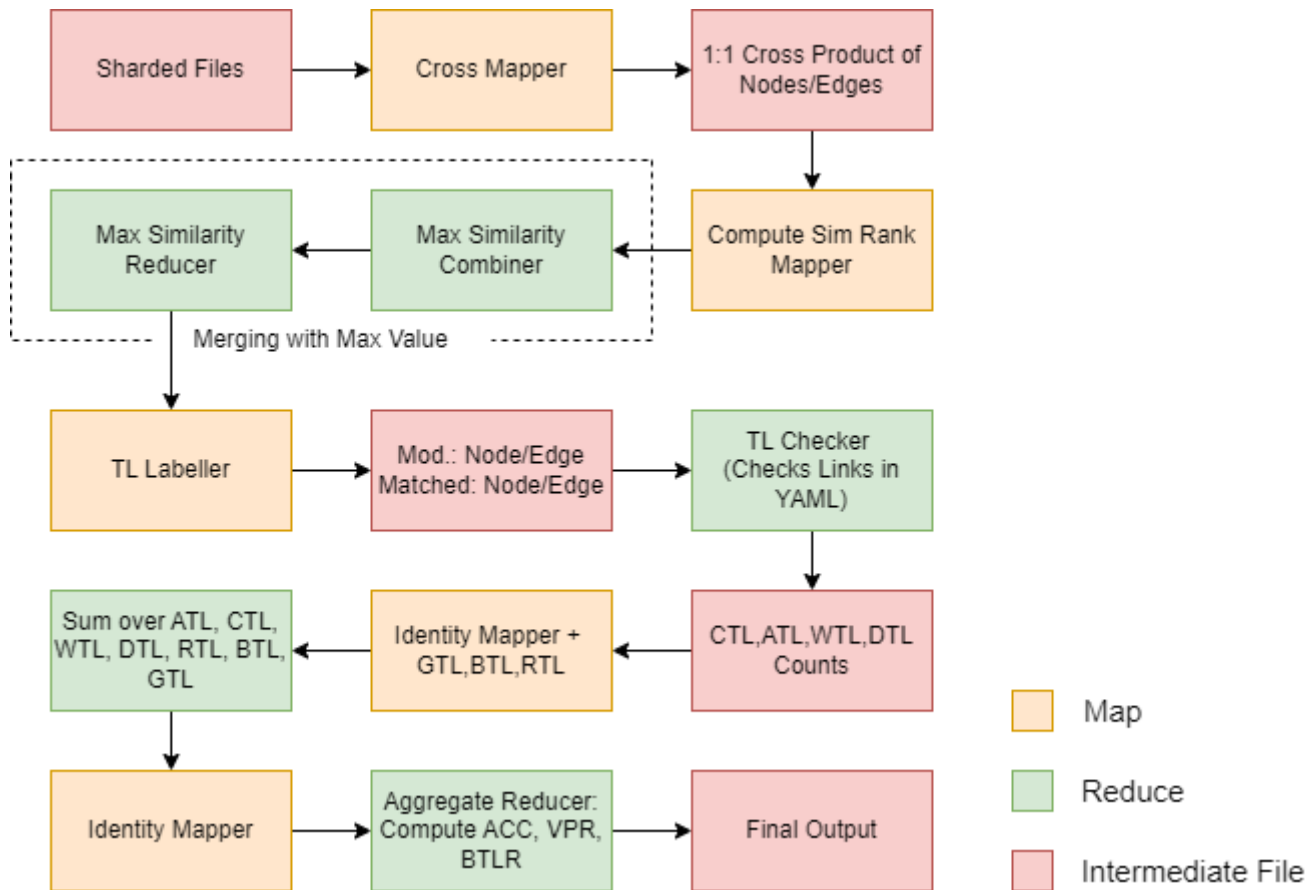 Sharded Files
Cross Mapper
1:1 Cross Product of
Nodes/Edges
Max Similarity
Reducer
Max Similarity
Combiner
Compute Sim Rank
Mapper
Merging with Max Value
TL Labeller
Mod.: Node/Edge
Matched: Node/Edge
TL Checker
(Checks Links in
YAML)
Sum over ATL, CTL,
WTL, DTL, RTL, BTL,
GTL
Identity Mapper +
GTL,BTL,RTL
CTL,ATL,WTL,DTL
Counts
Identity Mapper
Aggregate Reducer:
Compute ACC, VPR,
BTLR
Final Output
Map
Reduce
Intermediate File